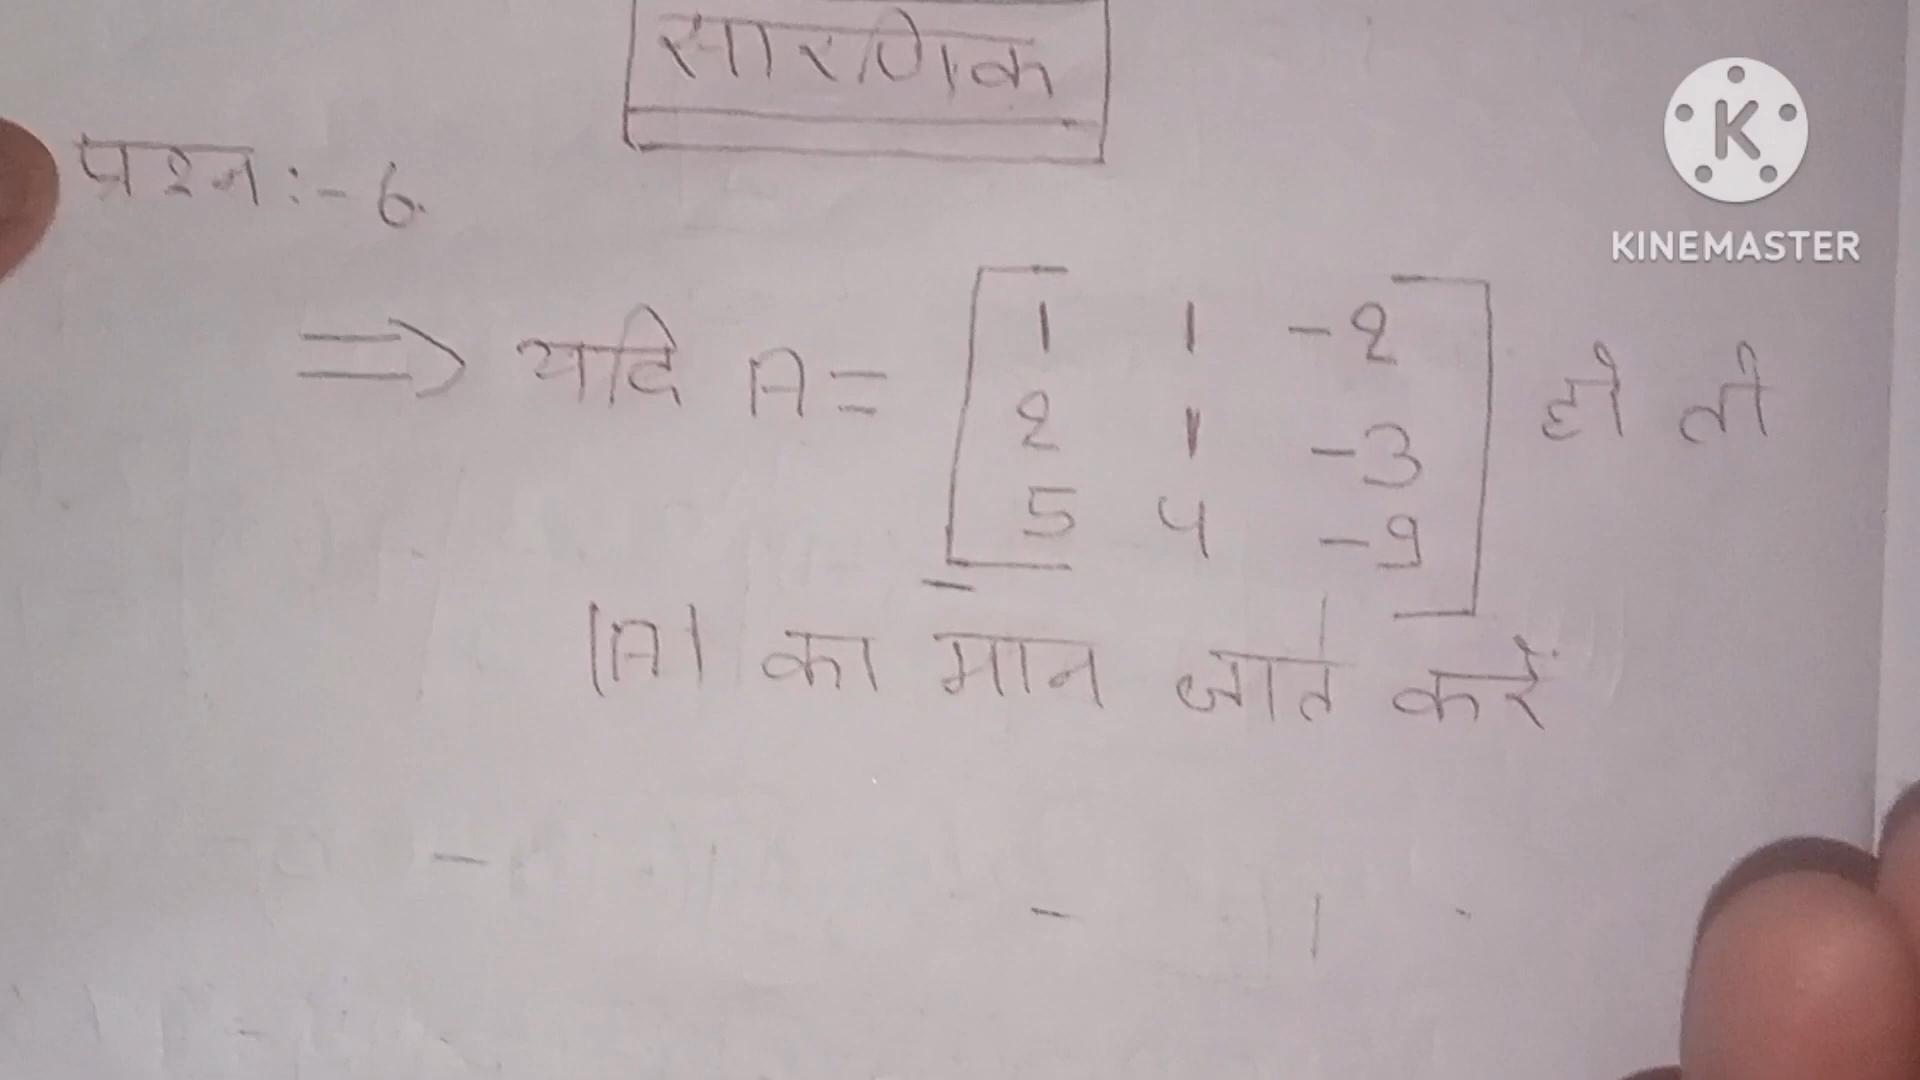 सारणिक
प्रश्न :- 6.
KINEMASTER
⇒ यदि A = [ 1 1 -2
2 1 -3
5 4 -9 ] हो तो
|A| का मान ज्ञात करें